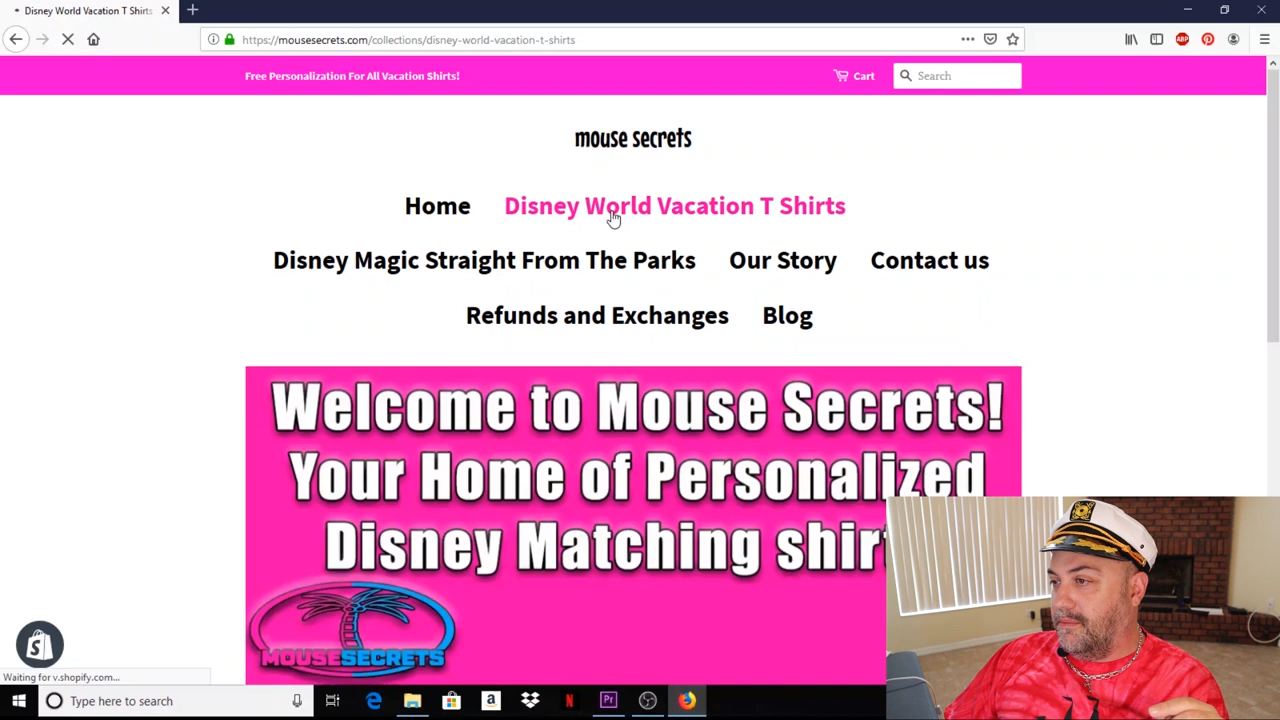 Disney World Vacation T Shirts
https://mousesecrets.com/collections/disney-world-vacation-t-shirts
Free Personalization For All Vacation Shirts!
Cart
Search
mouse secrets
Home
Disney World Vacation T Shirts
Disney Magic Straight From The Parks
Our Story
Contact us
Refunds and Exchanges
Blog
Welcome to Mouse Secrets!
Your Home of Personalized
Disney Matching shir
MOUSESECRETS
Waiting for v.shopify.com...
Type here to search